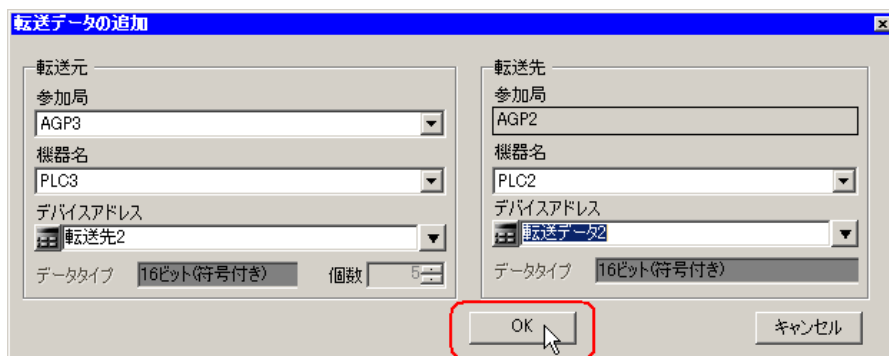 転送データの追加
転送元
参加局
AGP3
機器名
PLC3
デバイスアドレス
転送先2
データタイプ 16ビット(符号付き) 個数 5
転送先
参加局
AGP2
機器名
PLC2
デバイスアドレス
転送データ2
データタイプ 16ビット(符号付き)
OK キャンセル